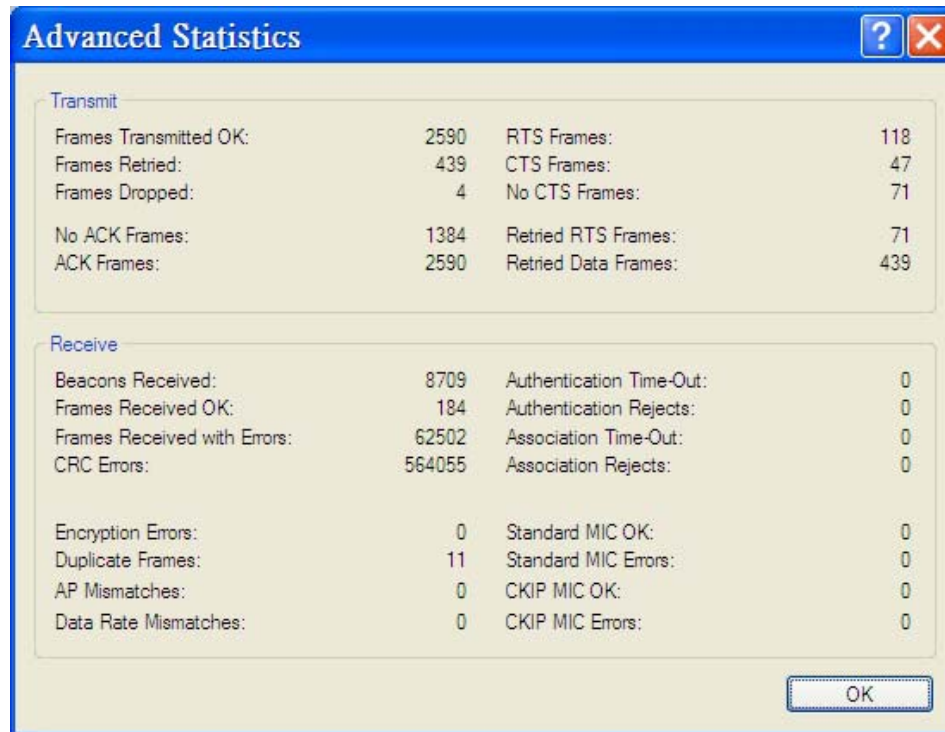 Advanced Statistics
Transmit
Frames Transmitted OK: 2590 RTS Frames: 118
Frames Retried: 439 CTS Frames: 47
Frames Dropped: 4 No CTS Frames: 71
No ACK Frames: 1384 Retried RTS Frames: 71
ACK Frames: 2590 Retried Data Frames: 439
Receive
Beacons Received: 8709 Authentication Time-Out: 0
Frames Received OK: 184 Authentication Rejects: 0
Frames Received with Errors: 62502 Association Time-Out: 0
CRC Errors: 564055 Association Rejects: 0
Encryption Errors: 0 Standard MIC OK: 0
Duplicate Frames: 11 Standard MIC Errors: 0
AP Mismatches: 0 CKIP MIC OK: 0
Data Rate Mismatches: 0 CKIP MIC Errors: 0
OK